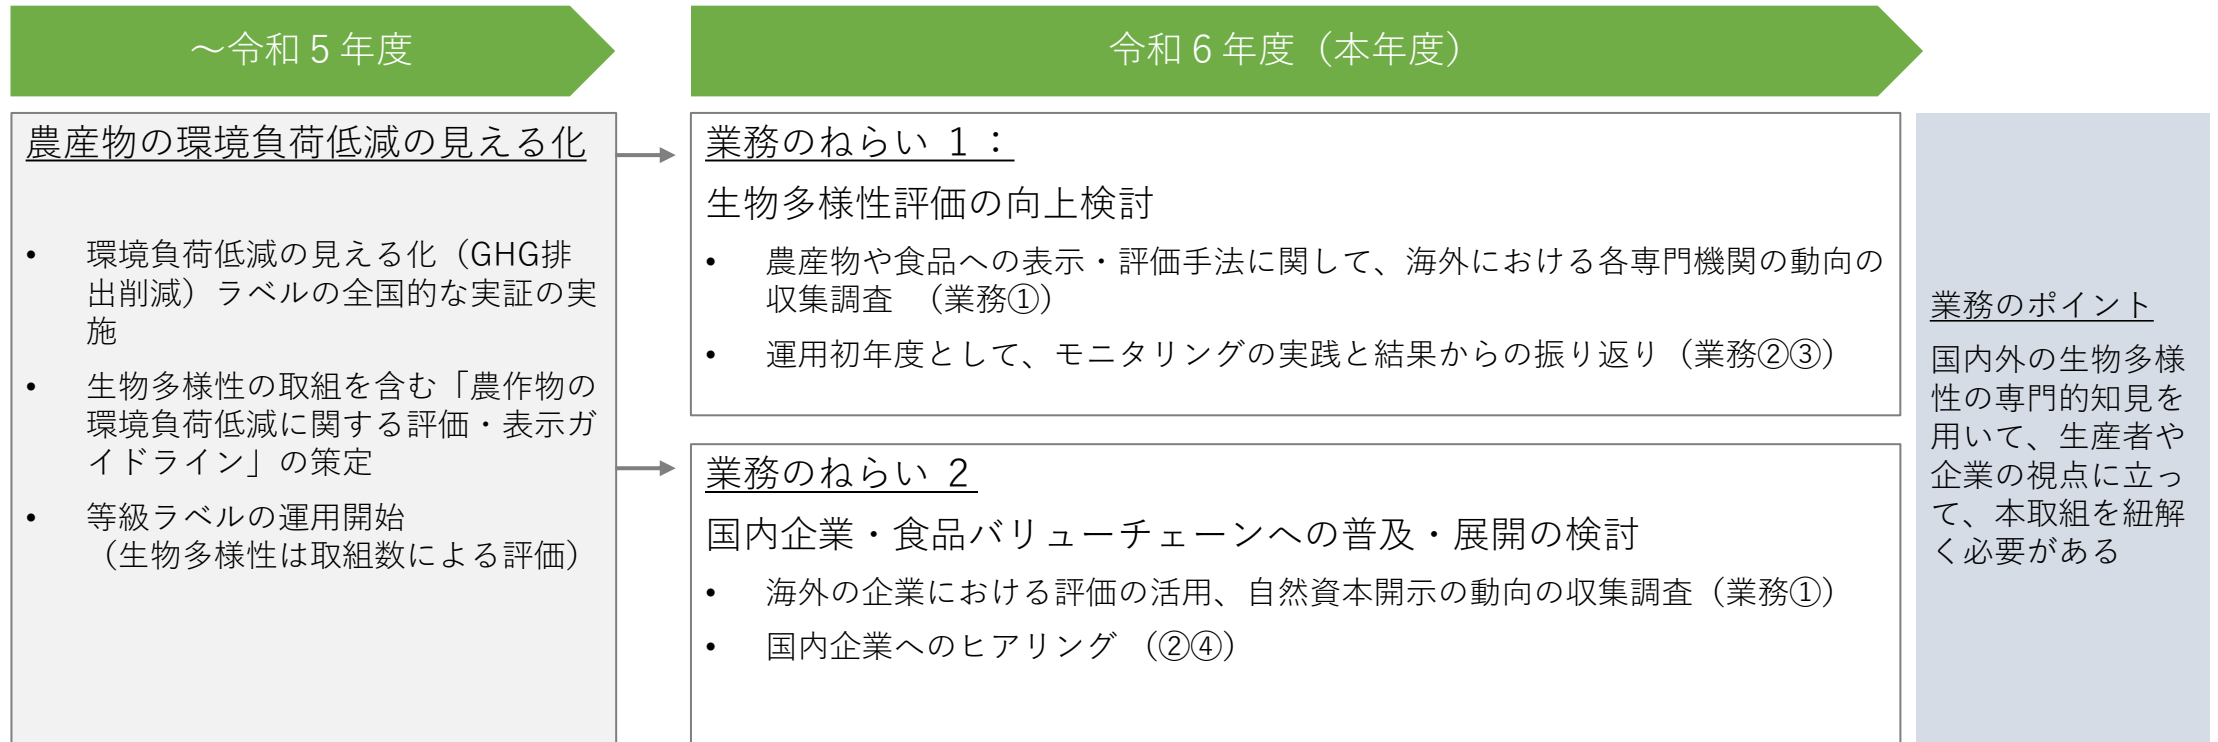 ～令和５年度
令和６年度（本年度）
農産物の環境負荷低減の見える化
• 環境負荷低減の見える化（GHG排
出削減）ラベルの全国的な実証の実
施
• 生物多様性の取組を含む「農作物の
環境負荷低減に関する評価・表示ガ
イドライン」の策定
• 等級ラベルの運用開始
（生物多様性は取組数による評価）
業務のねらい １：
生物多様性評価の向上検討
• 農産物や食品への表示・評価手法に関して、海外における各専門機関の動向の
収集調査 （業務①）
• 運用初年度として、モニタリングの実践と結果からの振り返り（業務②③）
業務のねらい ２
国内企業・食品バリューチェーンへの普及・展開の検討
• 海外の企業における評価の活用、自然資本開示の動向の収集調査（業務①）
• 国内企業へのヒアリング （②④）
業務のポイント
国内外の生物多様
性の専門的知見を
用いて、生産者や
企業の視点に立っ
て、本取組を紐解
く必要がある